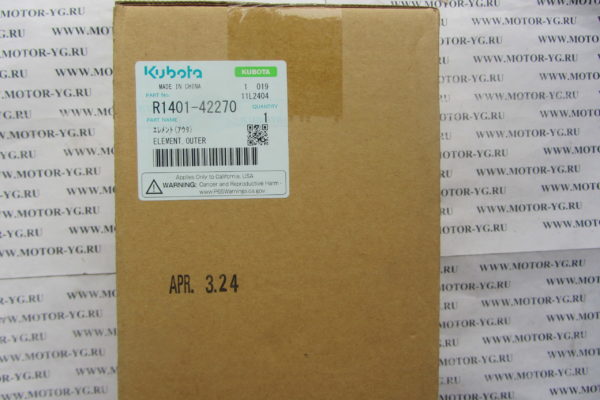 Kubota KUBOTA
MADE IN CHINA 1 019
PART No. 11L2404
R1401-42270 QUANTITY
PART NAME 1
エレメント(アウタ)
ELEMENT,OUTER
Applies Only to California, USA
WARNING: Cancer and Reproductive Harm -
www.P65Warnings.ca.gov
APR. 3.24
WWW.MOTOR-YG.RU